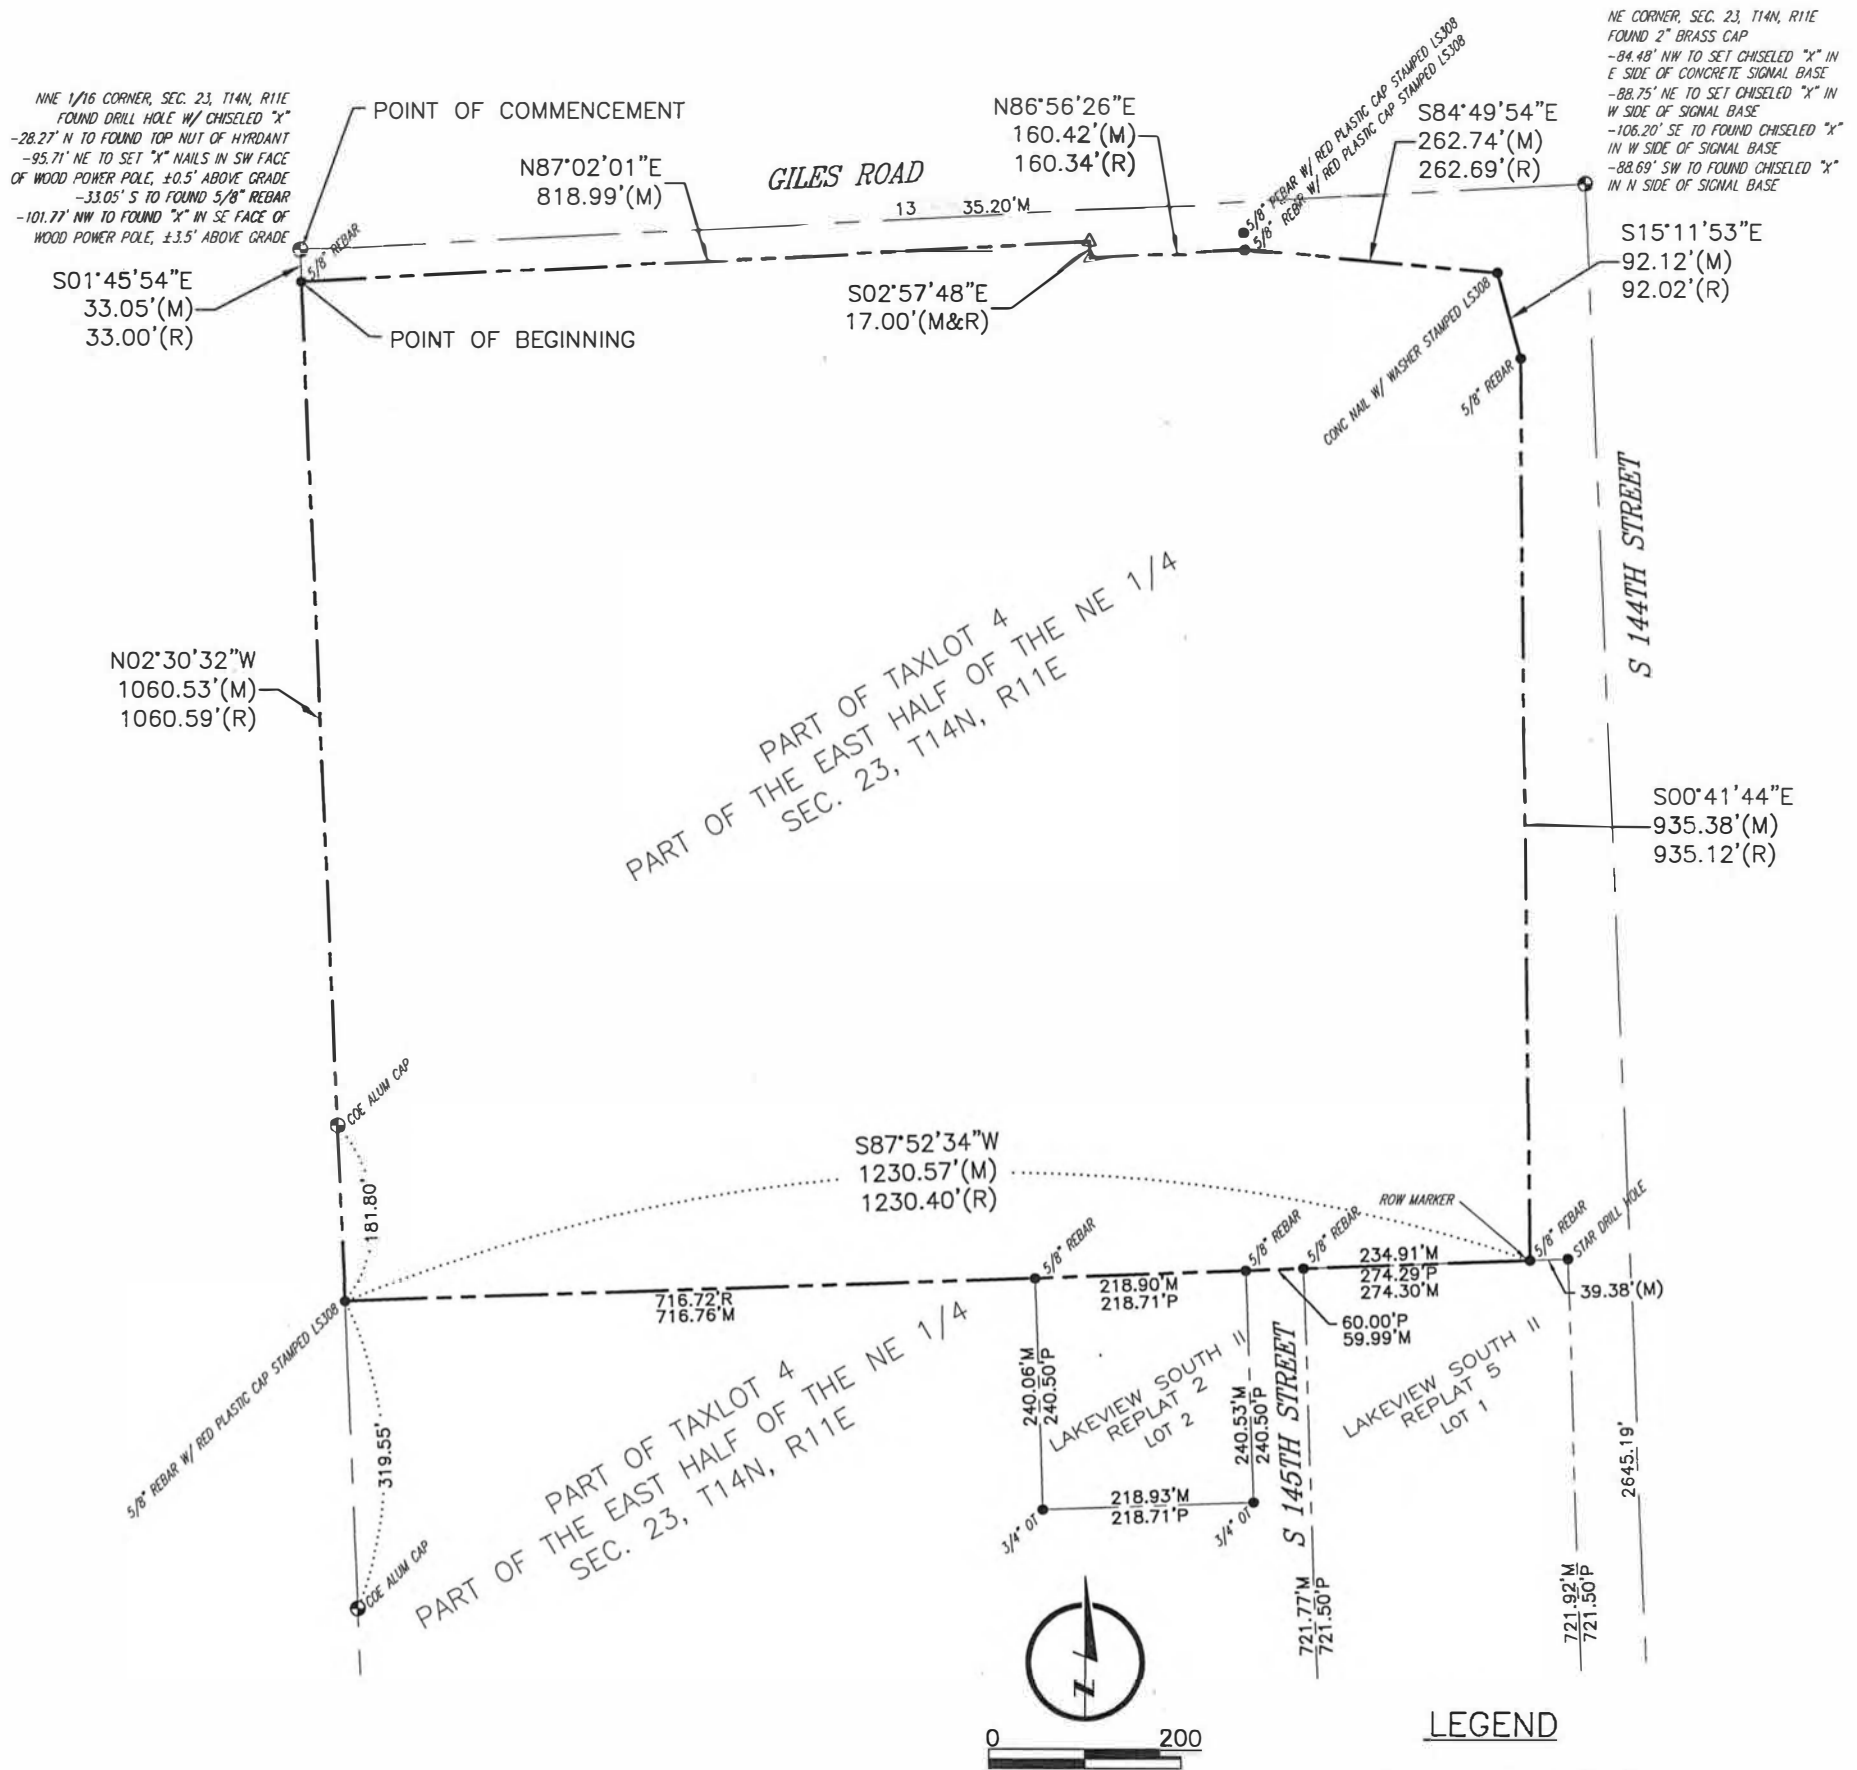 NE CORNER, SEC. 23, T14N, R11E
FOUND 2" BRASS CAP
-84.48' NW TO SET CHISELED "X" IN
E SIDE OF CONCRETE SIGNAL BASE
-88.75' NE TO SET CHISELED "X" IN
W SIDE OF SIGNAL BASE
-106.20' SE TO FOUND CHISELED "X"
IN W SIDE OF SIGNAL BASE
-88.69' SW TO FOUND CHISELED "X"
IN N SIDE OF SIGNAL BASE
NNE 1/16 CORNER, SEC. 23, T14N, R11E
FOUND DRILL HOLE W/ CHISELED "X"
-28.27' N TO FOUND TOP NUT OF HYRDANT
-95.71' NE TO SET "X" NAILS IN SW FACE
OF WOOD POWER POLE, ±0.5' ABOVE GRADE
-33.05' S TO FOUND 5/8" REBAR
-101.77' NW TO FOUND "X" IN SE FACE OF
WOOD POWER POLE, ±3.5' ABOVE GRADE
POINT OF COMMENCEMENT
N87°02'01"E
818.99'(M)
GILES ROAD
13 35.20'M
N86°56'26"E
160.42'(M)
160.34'(R)
5/8" REBAR W/ RED PLASTIC CAP STAMPED LS308
5/8" REBAR W/ RED PLASTIC CAP STAMPED LS308
S84°49'54"E
262.74'(M)
262.69'(R)
S15°11'53"E
92.12'(M)
92.02'(R)
5/8" REBAR
S01°45'54"E
33.05'(M)
33.00'(R)
POINT OF BEGINNING
S02°57'48"E
17.00'(M&R)
CONC NAIL W/ WASHER STAMPED LS308
5/8" REBAR
S 144TH STREET
PART OF TAXLOT 4
PART OF THE EAST HALF OF THE NE 1/4
SEC. 23, T14N, R11E
N02°30'32"W
1060.53'(M)
1060.59'(R)
S00°41'44"E
935.38'(M)
935.12'(R)
COE ALUM CAP
181.80'
S87°52'34"W
1230.57'(M)
1230.40'(R)
ROW MARKER
5/8" REBAR
5/8" REBAR
5/8" REBAR
5/8" REBAR
STAR DRILL HOLE
716.72'R
716.76'M
218.90'M
218.71'P
234.91'M
274.29'P
274.30'M
39.38'(M)
60.00'P
59.99'M
5/8" REBAR W/ RED PLASTIC CAP STAMPED LS308
319.55'
COE ALUM CAP
PART OF TAXLOT 4
PART OF THE EAST HALF OF THE NE 1/4
SEC. 23, T14N, R11E
240.06'M
240.50'P
LAKEVIEW SOUTH II
REPLAT 2
LOT 2
240.53'M
240.50'P
S 145TH STREET
LAKEVIEW SOUTH II
REPLAT 5
LOT 1
2645.19'
218.93'M
218.71'P
3/4" OT
3/4" OT
721.77'M
721.50'P
721.92'M
721.50'P
N
0 200
LEGEND